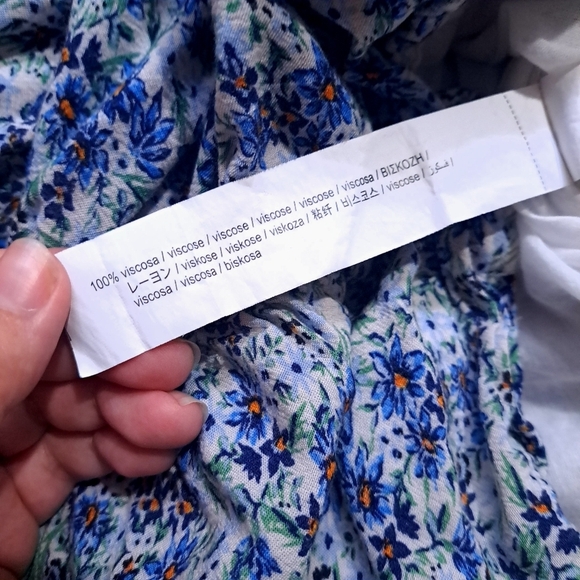 100% viscosa / viscose / viscose / viscose / viscose / viscosa / ΒΙΣΚΟΖΗ /
レーヨン / viskose / viskose / viskoza / 粘纤 / 비스코스 / viscose / فسكوز /
viscosa / viscosa / biskosa